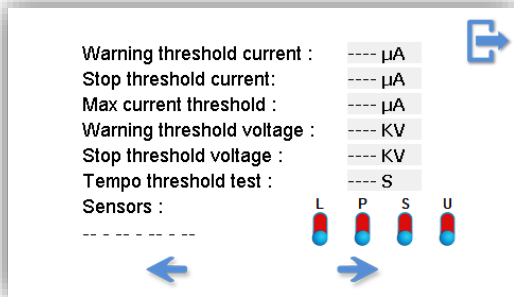 Warning threshold current : ---- µA
Stop threshold current: ---- µA
Max current threshold : ---- µA
Warning threshold voltage : ---- KV
Stop threshold voltage : ---- KV
Tempo threshold test : ---- S
Sensors : L P S U
-- - -- - -- - --